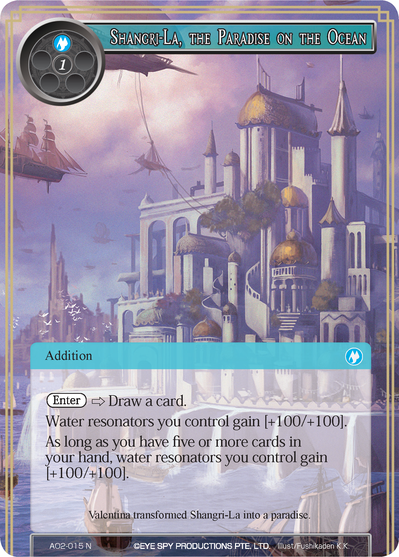 Shangri-La, the Paradise on the Ocean
1
Addition
Enter ⇨ Draw a card.
Water resonators you control gain [+100/+100].
As long as you have five or more cards in
your hand, water resonators you control gain
[+100/+100].
Valentina transformed Shangri-La into a paradise.
A02-015 N ©EYE SPY PRODUCTIONS PTE. LTD. Illust/Fushikaden K.K.